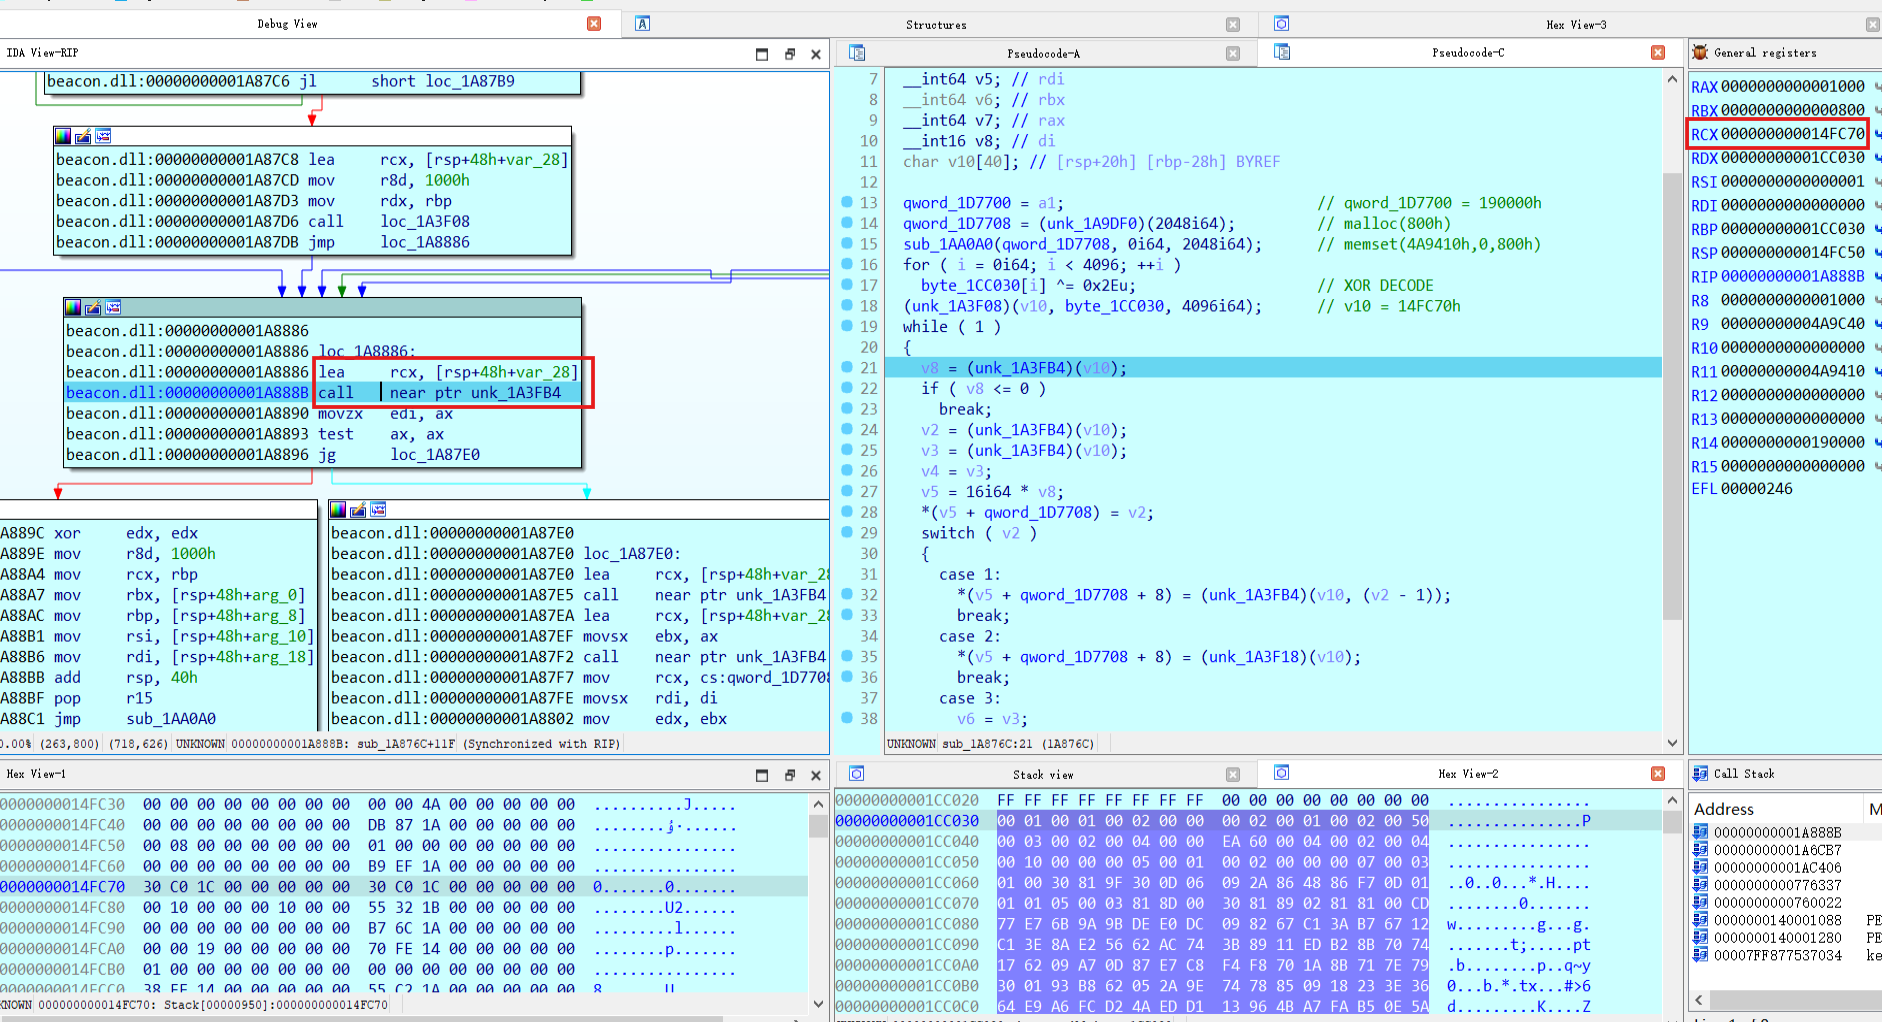 Debug View
Structures
Hex View-3
IDA View-RIP
Pseudocode-A
Pseudocode-C
General registers
beacon.dll:00000000001A87C6 jl short loc_1A87B9
beacon.dll:00000000001A87C8 lea rcx, [rsp+48h+var_28]
beacon.dll:00000000001A87CD mov r8d, 1000h
beacon.dll:00000000001A87D3 mov rdx, rbp
beacon.dll:00000000001A87D6 call loc_1A3F08
beacon.dll:00000000001A87DB jmp loc_1A8886
beacon.dll:00000000001A8886
beacon.dll:00000000001A8886 loc_1A8886:
beacon.dll:00000000001A8886 lea rcx, [rsp+48h+var_28]
beacon.dll:00000000001A888B call near ptr unk_1A3FB4
beacon.dll:00000000001A8890 movzx edi, ax
beacon.dll:00000000001A8893 test ax, ax
beacon.dll:00000000001A8896 jg loc_1A87E0
A889C xor edx, edx
A889E mov r8d, 1000h
A88A4 mov rcx, rbp
A88A7 mov rbx, [rsp+48h+arg_0]
A88AC mov rbp, [rsp+48h+arg_8]
A88B1 mov rsi, [rsp+48h+arg_10]
A88B6 mov rdi, [rsp+48h+arg_18]
A88BB add rsp, 40h
A88BF pop r15
A88C1 jmp sub_1AA0A0
beacon.dll:00000000001A87E0
beacon.dll:00000000001A87E0 loc_1A87E0:
beacon.dll:00000000001A87E0 lea rcx, [rsp+48h+var_28
beacon.dll:00000000001A87E5 call near ptr unk_1A3FB4
beacon.dll:00000000001A87EA lea rcx, [rsp+48h+var_28
beacon.dll:00000000001A87EF movsx ebx, ax
beacon.dll:00000000001A87F2 call near ptr unk_1A3FB4
beacon.dll:00000000001A87F7 mov rcx, cs:qword_1D7708
beacon.dll:00000000001A87FE movsx rdi, di
beacon.dll:00000000001A8802 mov edx, ebx
0.00% (263,800) (718,626) UNKNOWN 00000000001A888B: sub_1A876C+11F (Synchronized with RIP)
7 __int64 v5; // rdi
8 __int64 v6; // rbx
9 __int64 v7; // rax
10 __int16 v8; // di
11 char v10[40]; // [rsp+20h] [rbp-28h] BYREF
12
13 qword_1D7700 = a1; // qword_1D7700 = 190000h
14 qword_1D7708 = (unk_1A9DF0)(2048i64); // malloc(800h)
15 sub_1AA0A0(qword_1D7708, 0i64, 2048i64); // memset(4A9410h,0,800h)
16 for ( i = 0i64; i < 4096; ++i )
17 byte_1CC030[i] ^= 0x2Eu; // XOR DECODE
18 (unk_1A3F08)(v10, byte_1CC030, 4096i64); // v10 = 14FC70h
19 while ( 1 )
20 {
21 v8 = (unk_1A3FB4)(v10);
22 if ( v8 <= 0 )
23 break;
24 v2 = (unk_1A3FB4)(v10);
25 v3 = (unk_1A3FB4)(v10);
26 v4 = v3;
27 v5 = 16i64 * v8;
28 *(v5 + qword_1D7708) = v2;
29 switch ( v2 )
30 {
31 case 1:
32 *(v5 + qword_1D7708 + 8) = (unk_1A3FB4)(v10, (v2 - 1));
33 break;
34 case 2:
35 *(v5 + qword_1D7708 + 8) = (unk_1A3F18)(v10);
36 break;
37 case 3:
38 v6 = v3;
UNKNOWN sub_1A876C:21 (1A876C)
RAX 0000000000001000
RBX 0000000000000800
RCX 000000000014FC70
RDX 00000000001CC030
RSI 0000000000000001
RDI 0000000000000000
RBP 00000000001CC030
RSP 000000000014FC50
RIP 00000000001A888B
R8 0000000000001000
R9 00000000004A9C40
R10 0000000000000000
R11 00000000004A9410
R12 0000000000000000
R13 0000000000000000
R14 0000000000190000
R15 0000000000000000
EFL 00000246
Hex View-1
0000000014FC30 00 00 00 00 00 00 00 00 00 00 4A 00 00 00 00 00 ..........J.....
0000000014FC40 00 00 00 00 00 00 00 00 DB 87 1A 00 00 00 00 00
0000000014FC50 00 08 00 00 00 00 00 00 01 00 00 00 00 00 00 00 ................
0000000014FC60 00 00 00 00 00 00 00 00 B9 EF 1A 00 00 00 00 00 ................
0000000014FC70 30 C0 1C 00 00 00 00 00 30 C0 1C 00 00 00 00 00 0.......0.......
0000000014FC80 00 10 00 00 00 10 00 00 55 32 1B 00 00 00 00 00 ........U2......
0000000014FC90 00 00 00 00 00 00 00 00 B7 6C 1A 00 00 00 00 00 .........l......
0000000014FCA0 00 00 19 00 00 00 00 00 70 FE 14 00 00 00 00 00 ........p.......
0000000014FCB0 01 00 00 00 00 00 00 00 00 00 00 00 00 00 00 00 ................
KNOWN 000000000014FC70: Stack[00000950]:000000000014FC70
Stack view
Hex View-2
00000000001CC020 FF FF FF FF FF FF FF FF 00 00 00 00 00 00 00 00 ................
00000000001CC030 00 01 00 01 00 02 00 00 00 02 00 01 00 02 00 50 ...............P
00000000001CC040 00 03 00 02 00 04 00 00 EA 60 00 04 00 02 00 04
00000000001CC050 00 10 00 00 00 05 00 01 00 02 00 00 00 07 00 03 ................
00000000001CC060 01 00 30 81 9F 30 0D 06 09 2A 86 48 86 F7 0D 01 ..0..0...*.H....
00000000001CC070 01 01 05 00 03 81 8D 00 30 81 89 02 81 81 00 CD ........0.......
00000000001CC080 77 E7 6B 9A 9B DE E0 DC 09 82 67 C1 3A B7 67 12 w.........g...g.
00000000001CC090 C1 3E 8A E2 56 62 AC 74 3B 89 11 ED B2 8B 70 74 .......t;.....pt
00000000001CC0A0 17 62 09 A7 0D 87 E7 C8 F4 F8 70 1A 8B 71 7E 79 .b........p..q~y
00000000001CC0B0 30 01 93 B8 62 05 2A 9E 74 78 85 09 18 23 3E 36 0...b.*.tx...#>6
00000000001CC0C0 64 E9 A6 FC D2 4A ED D1 13 96 4B A7 FA B5 0E 5A d.........K....Z
Call Stack
Address
00000000001A888B
00000000001A6CB7
00000000001AC406
0000000000776337
0000000000760022
0000000140001088 PE
0000000140001280 PE
00007FF877537034 ke